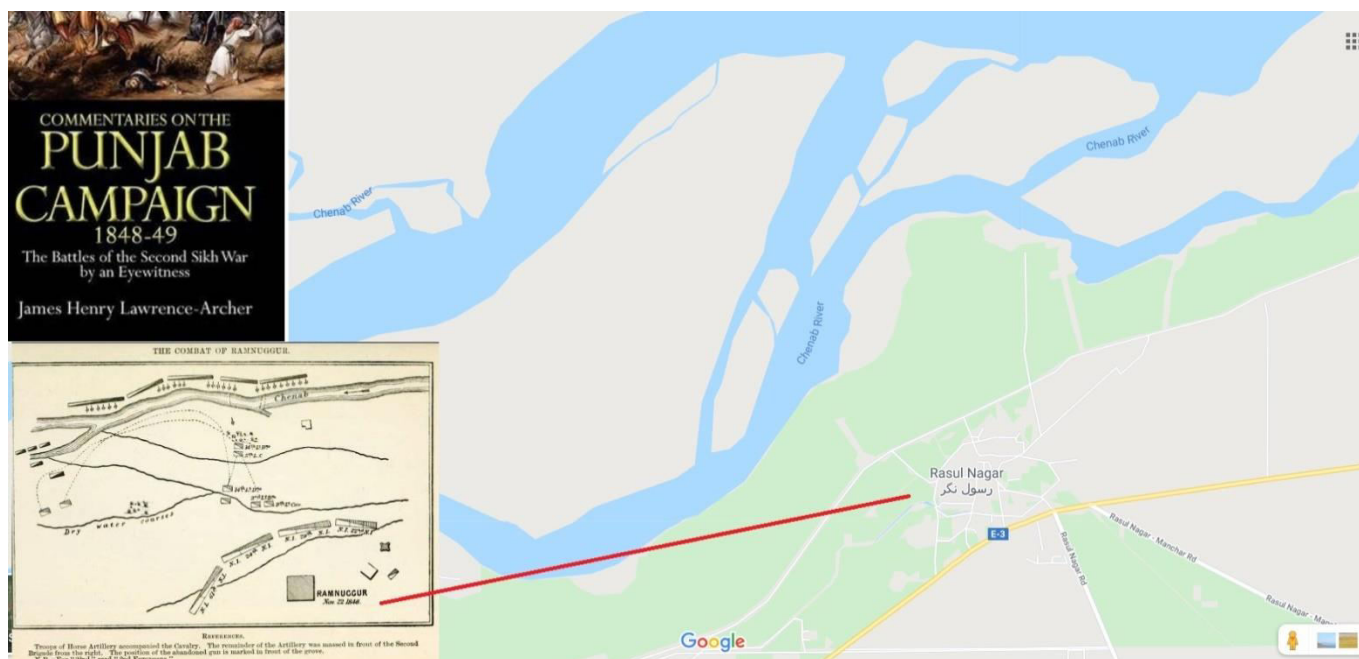 COMMENTARIES ON THE
PUNJAB
CAMPAIGN
1848-49
The Battles of the Second Sikh War
by an Eyewitness
James Henry Lawrence-Archer
THE COMBAT OF RAMNUGGUR.
Chenab
Dry water courses
RAMNUGGUR
Nov 22 1848.
REFERENCES.
Troops of Horse Artillery accompanied the Cavalry. The remainder of the Artillery was massed in front of the Second
Brigade from the right. The position of the abandoned gun is marked in front of the grove.
Chenab River
Chenab River
Chenab River
Rasul Nagar
رسول نگر
E-3
Rasul Nagar - Manchar Rd
Rasul Nagar Rd
Rasul Nagar - Manchar
Google